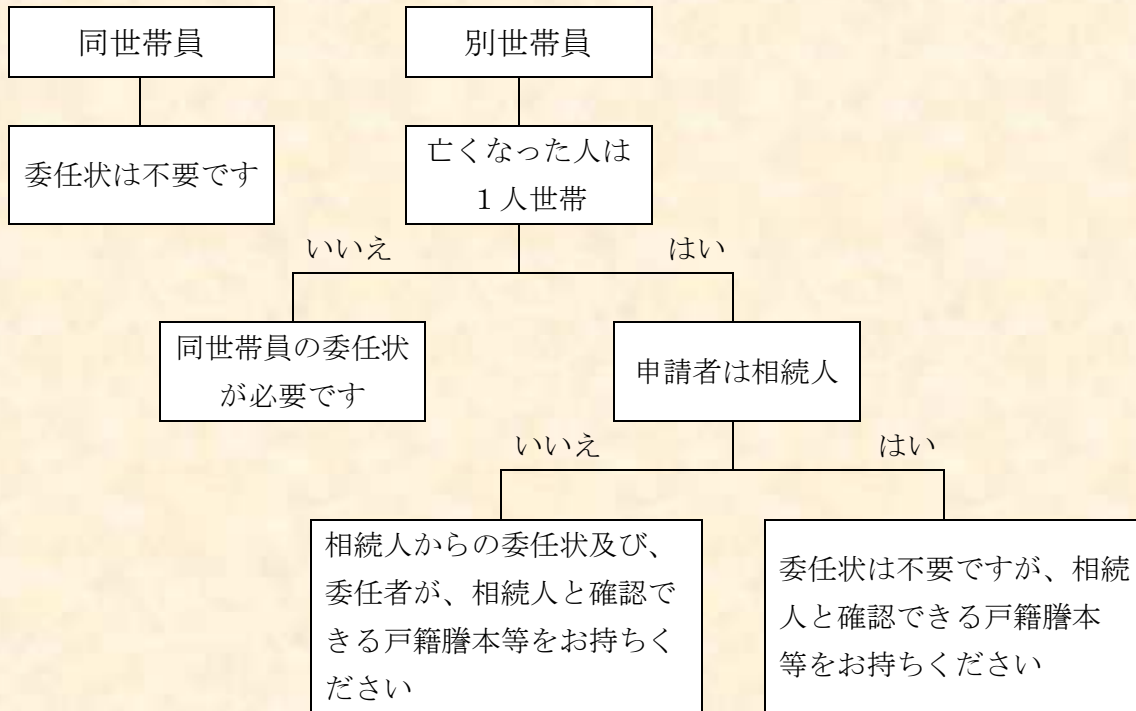 同世帯員
別世帯員
委任状は不要です
亡くなった人は
１人世帯
いいえ
はい
同世帯員の委任状
が必要です
申請者は相続人
いいえ
はい
相続人からの委任状及び、
委任者が、相続人と確認で
きる戸籍謄本等をお持ちく
ださい
委任状は不要ですが、相続
人と確認できる戸籍謄本
等をお持ちください